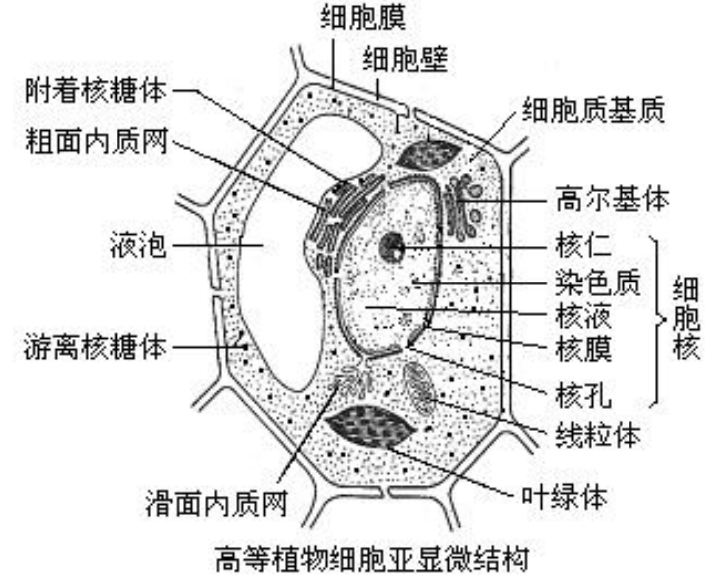 细胞膜
细胞壁
附着核糖体
细胞质基质
粗面内质网
高尔基体
液泡
核仁
染色质
核液
游离核糖体
核膜
核孔
细胞核
线粒体
滑面内质网
叶绿体
高等植物细胞亚显微结构